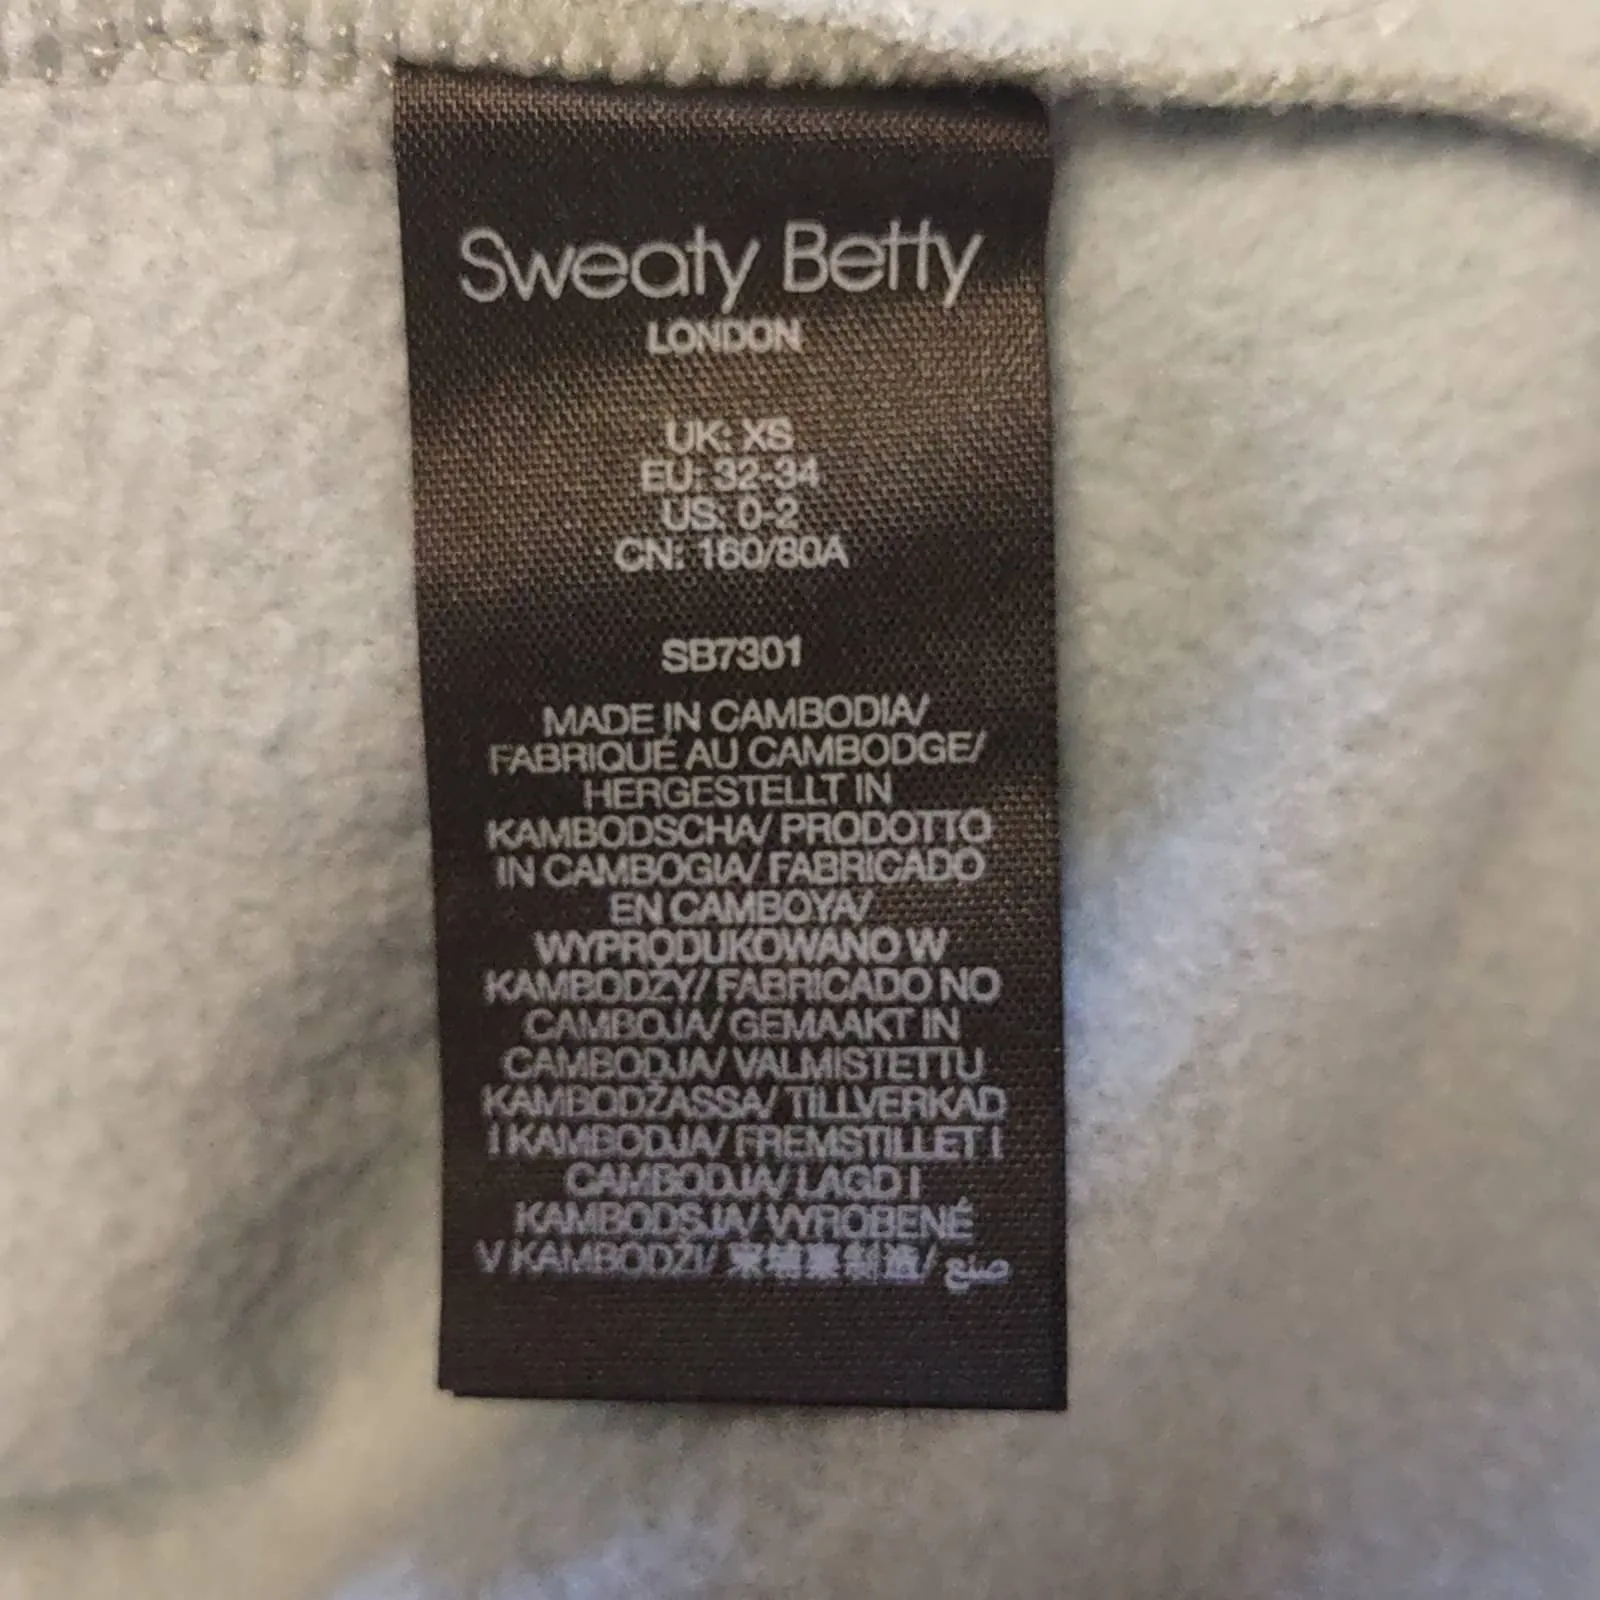 Sweaty Betty
LONDON
UK: XS
EU: 32-34
US: 0-2
CN: 160/80A
SB7301
MADE IN CAMBODIA/
FABRIQUÉ AU CAMBODGE/
HERGESTELLT IN
KAMBODSCHA/ PRODOTTO
IN CAMBOGIA/ FABRICADO
EN CAMBOYA/
WYPRODUKOWANO W
KAMBODŻY/ FABRICADO NO
CAMBOJA/ GEMAAKT IN
CAMBODJA/ VALMISTETTU
KAMBODŽASSA/ TILLVERKAD
I KAMBODJA/ FREMSTILLET I
CAMBODJA/ LAGD I
KAMBODSJA/ VYROBENÉ
V KAMBODŽI/ 柬埔寨制造/ صنع